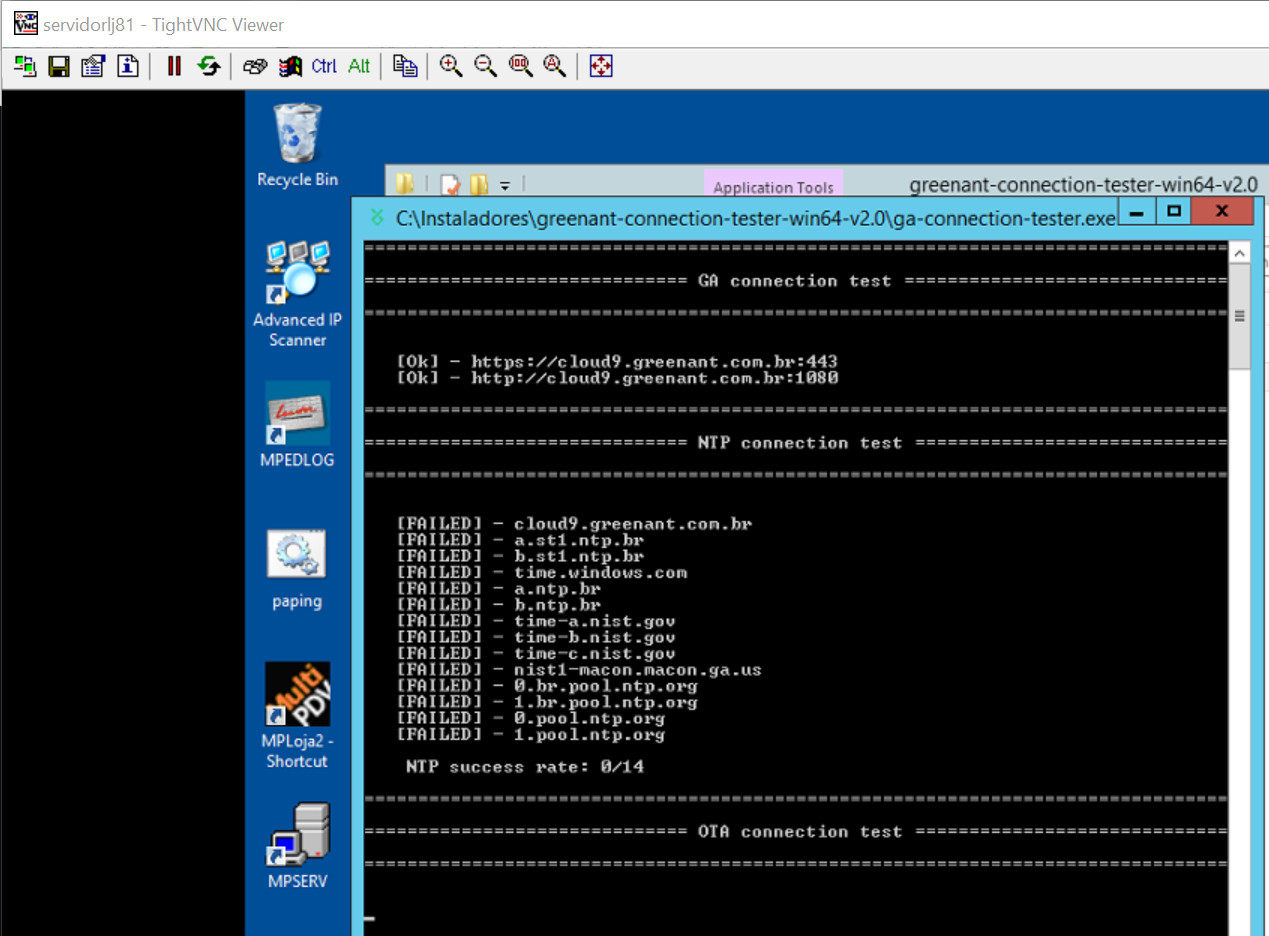 servidorlj81 - TightVNC Viewer
Ctrl Alt
Recycle Bin
Application Tools
greenant-connection-tester-win64-v2.0
C:\Instaladores\greenant-connection-tester-win64-v2.0\ga-connection-tester.exe
Advanced IP
Scanner
MPEDLOG
paping
MultiPDV
MPLoja2 -
Shortcut
MPSERV
=========================== GA connection test ===========================
[Ok] - https://cloud9.greenant.com.br:443
[Ok] - http://cloud9.greenant.com.br:1080
=========================== NTP connection test ==========================
[FAILED] - cloud9.greenant.com.br
[FAILED] - a.st1.ntp.br
[FAILED] - b.st1.ntp.br
[FAILED] - time.windows.com
[FAILED] - a.ntp.br
[FAILED] - b.ntp.br
[FAILED] - time-a.nist.gov
[FAILED] - time-b.nist.gov
[FAILED] - time-c.nist.gov
[FAILED] - nist1-macon.macon.ga.us
[FAILED] - 0.br.pool.ntp.org
[FAILED] - 1.br.pool.ntp.org
[FAILED] - 0.pool.ntp.org
[FAILED] - 1.pool.ntp.org
NTP success rate: 0/14
=========================== OTA connection test ==========================